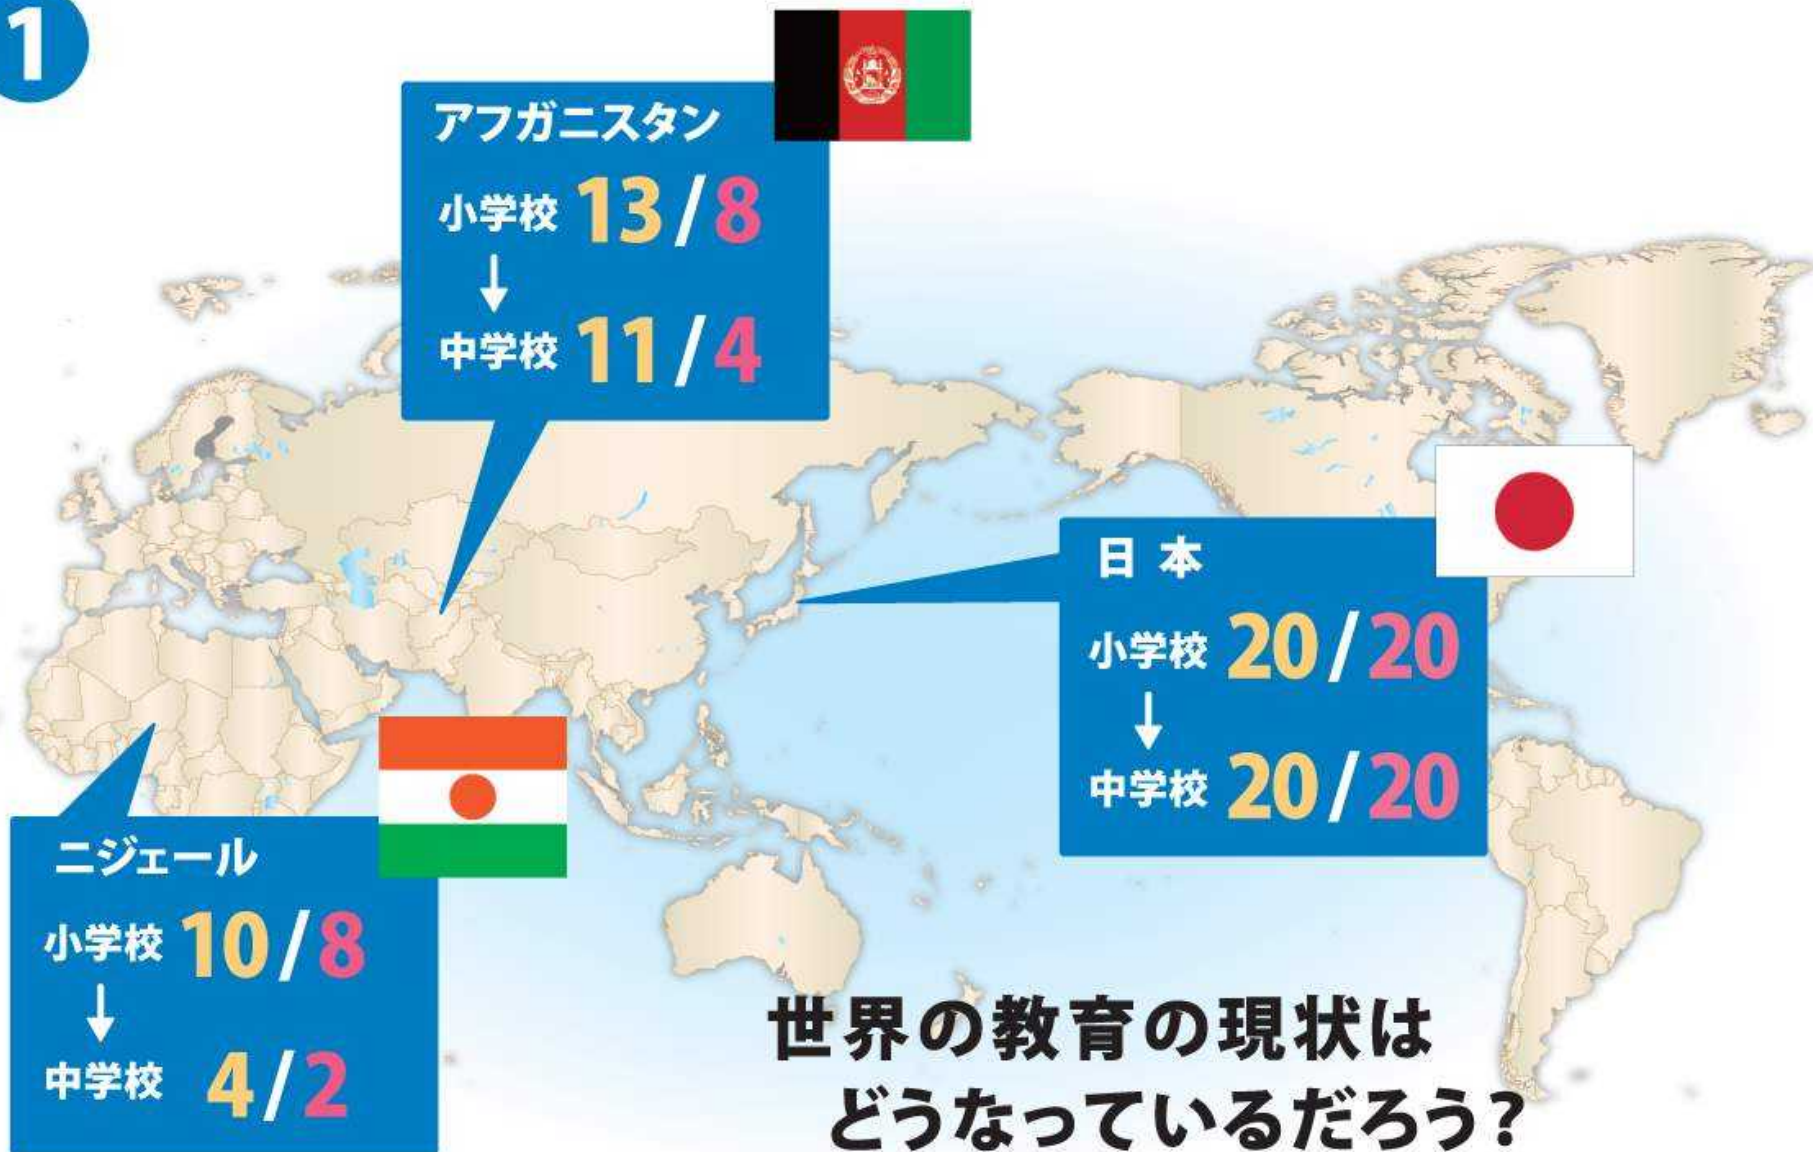 1
アフガニスタン
小学校 13/8
↓
中学校 11/4
日本
小学校 20/20
↓
中学校 20/20
ニジェール
小学校 10/8
↓
中学校 4/2
世界の教育の現状は
どうなっているだろう?